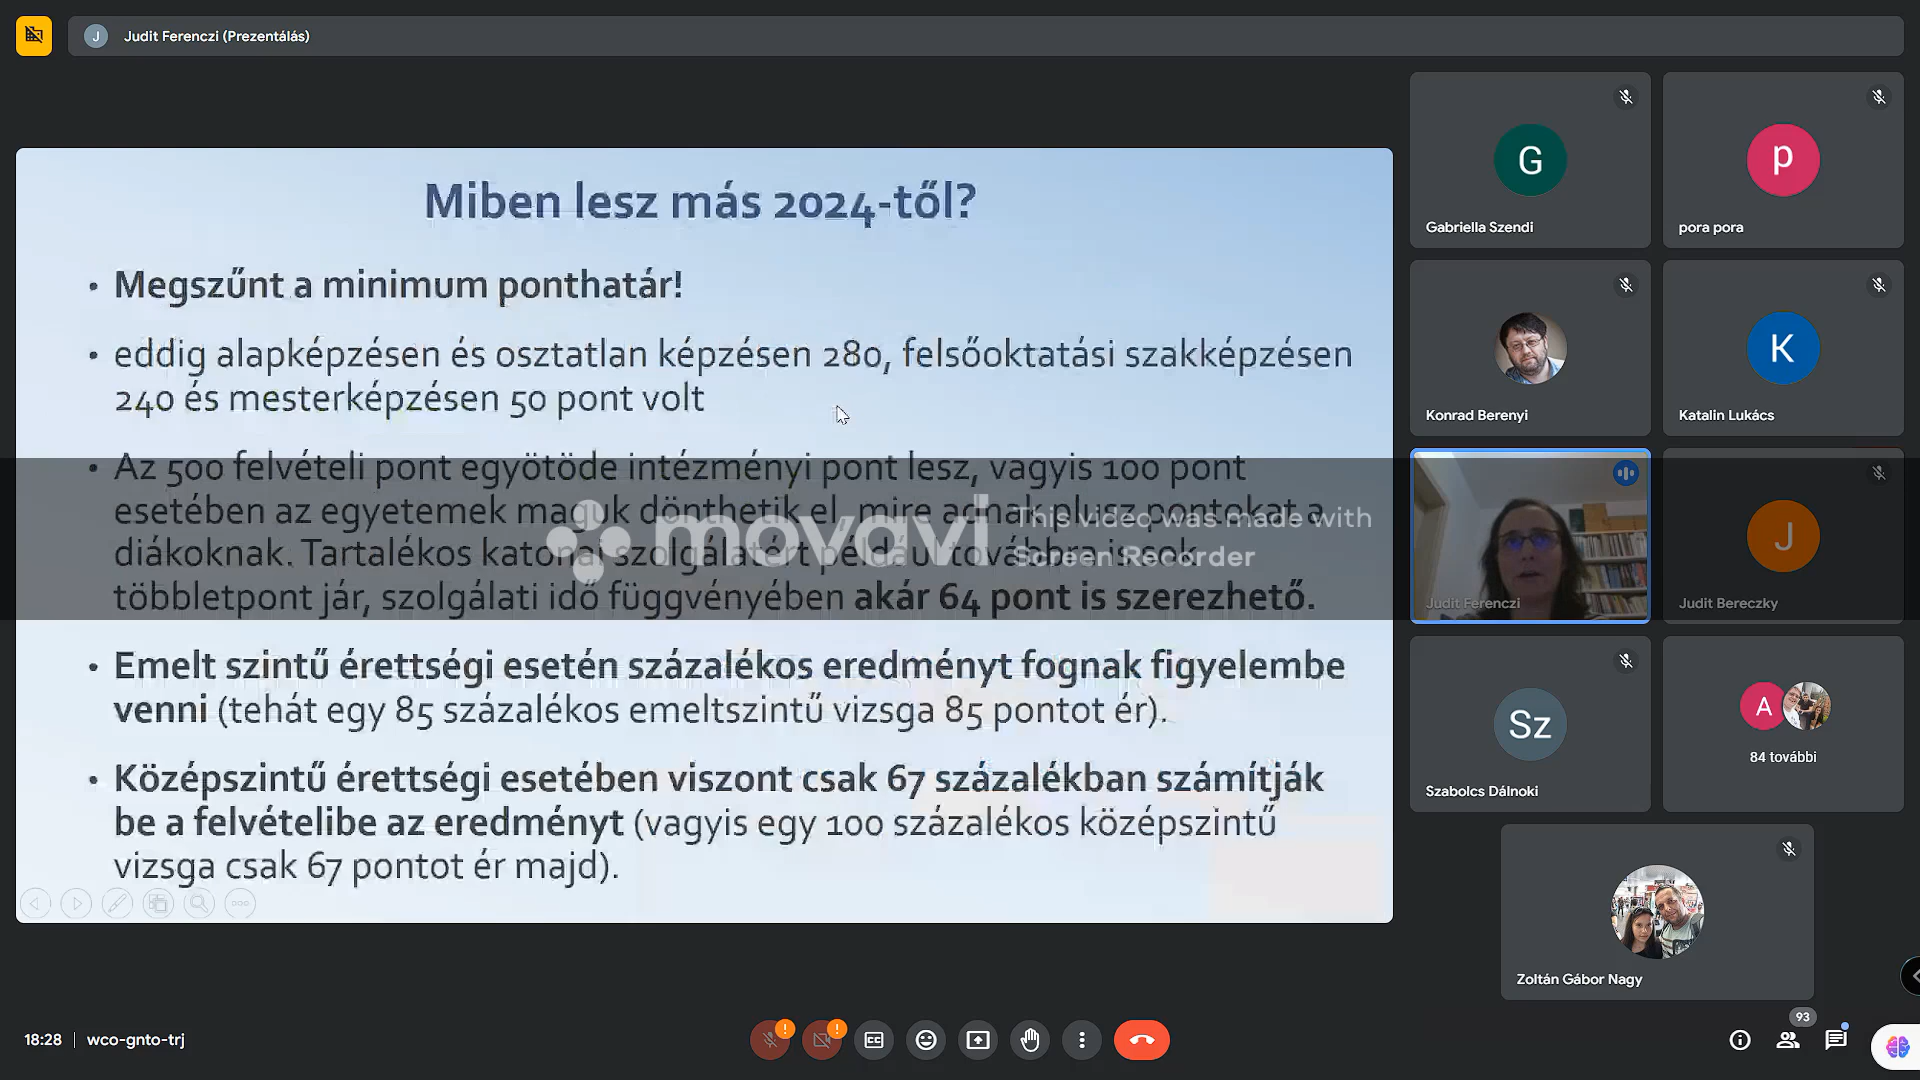 J Judit Ferenczi (Prezentálás)
Miben lesz más 2024-től?
• Megszűnt a minimum ponthatár!
• eddig alapképzésen és osztatlan képzésen 280, felsőoktatási szakképzésen
240 és mesterképzésen 50 pont volt
• Az 500 felvételi pont egyötöde intézményi pont lesz, vagyis 100 pont
esetében az egyetemek maguk dönthetik el, mire adnak plusz pontokat a
diákoknak. Tartalékos katonai szolgálatért például továbbra is sok
többletpont jár, szolgálati idő függvényében akár 64 pont is szerezhető.
• Emelt szintű érettségi esetén százalékos eredményt fognak figyelembe
venni (tehát egy 85 százalékos emeltszintű vizsga 85 pontot ér).
• Középszintű érettségi esetében viszont csak 67 százalékban számítják
be a felvételibe az eredményt (vagyis egy 100 százalékos középszintű
vizsga csak 67 pontot ér majd).
movavi
This video was made with
Screen Recorder
G
Gabriella Szendi
p
pora pora
Konrad Berenyi
K
Katalin Lukács
Judit Ferenczi
J
Judit Bereczky
Sz
Szabolcs Dálnoki
A
84 további
Zoltán Gábor Nagy
18:28 | wco-gnto-trj
CC
93